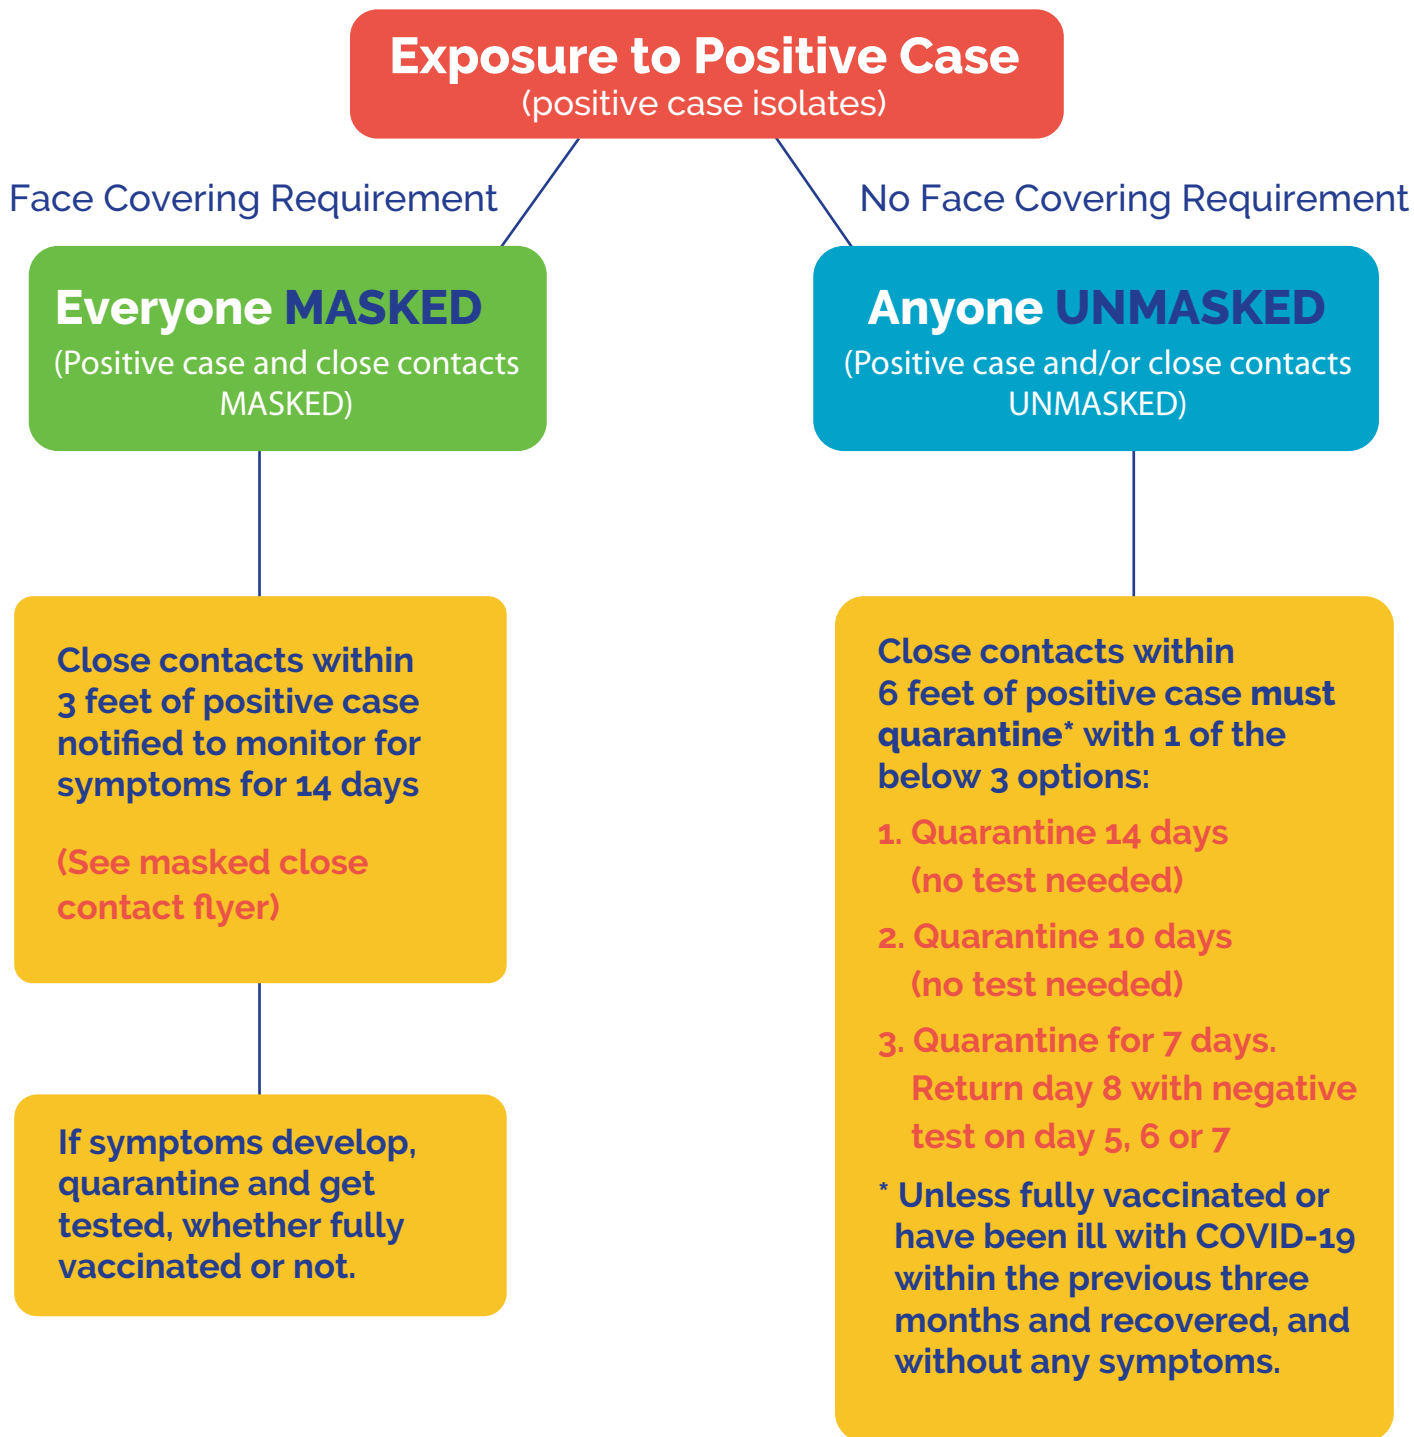 Exposure to Positive Case
(positive case isolates)
Face Covering Requirement
No Face Covering Requirement
Everyone MASKED
(Positive case and close contacts
MASKED)
Anyone UNMASKED
(Positive case and/or close contacts
UNMASKED)
Close contacts within
3 feet of positive case
notified to monitor for
symptoms for 14 days
(See masked close
contact flyer)
If symptoms develop,
quarantine and get
tested, whether fully
vaccinated or not.
Close contacts within
6 feet of positive case must
quarantine* with 1 of the
below 3 options:
1. Quarantine 14 days
(no test needed)
2. Quarantine 10 days
(no test needed)
3. Quarantine for 7 days.
Return day 8 with negative
test on day 5, 6 or 7
* Unless fully vaccinated or
have been ill with COVID-19
within the previous three
months and recovered, and
without any symptoms.